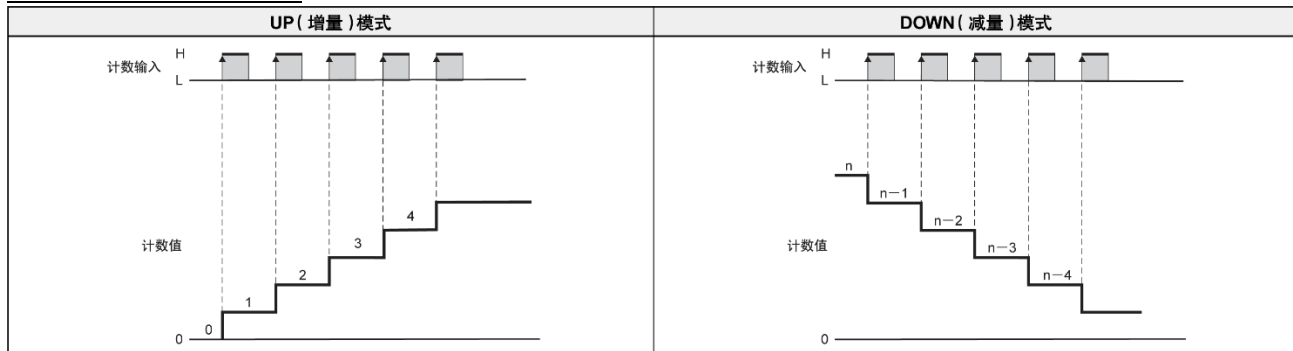 UP ( 增量 ) 模式
DOWN ( 减量 ) 模式
计数输入
H
L
计数值
4
3
2
1
0
0
计数输入
H
L
计数值
n
n－1
n－2
n－3
n－4
0